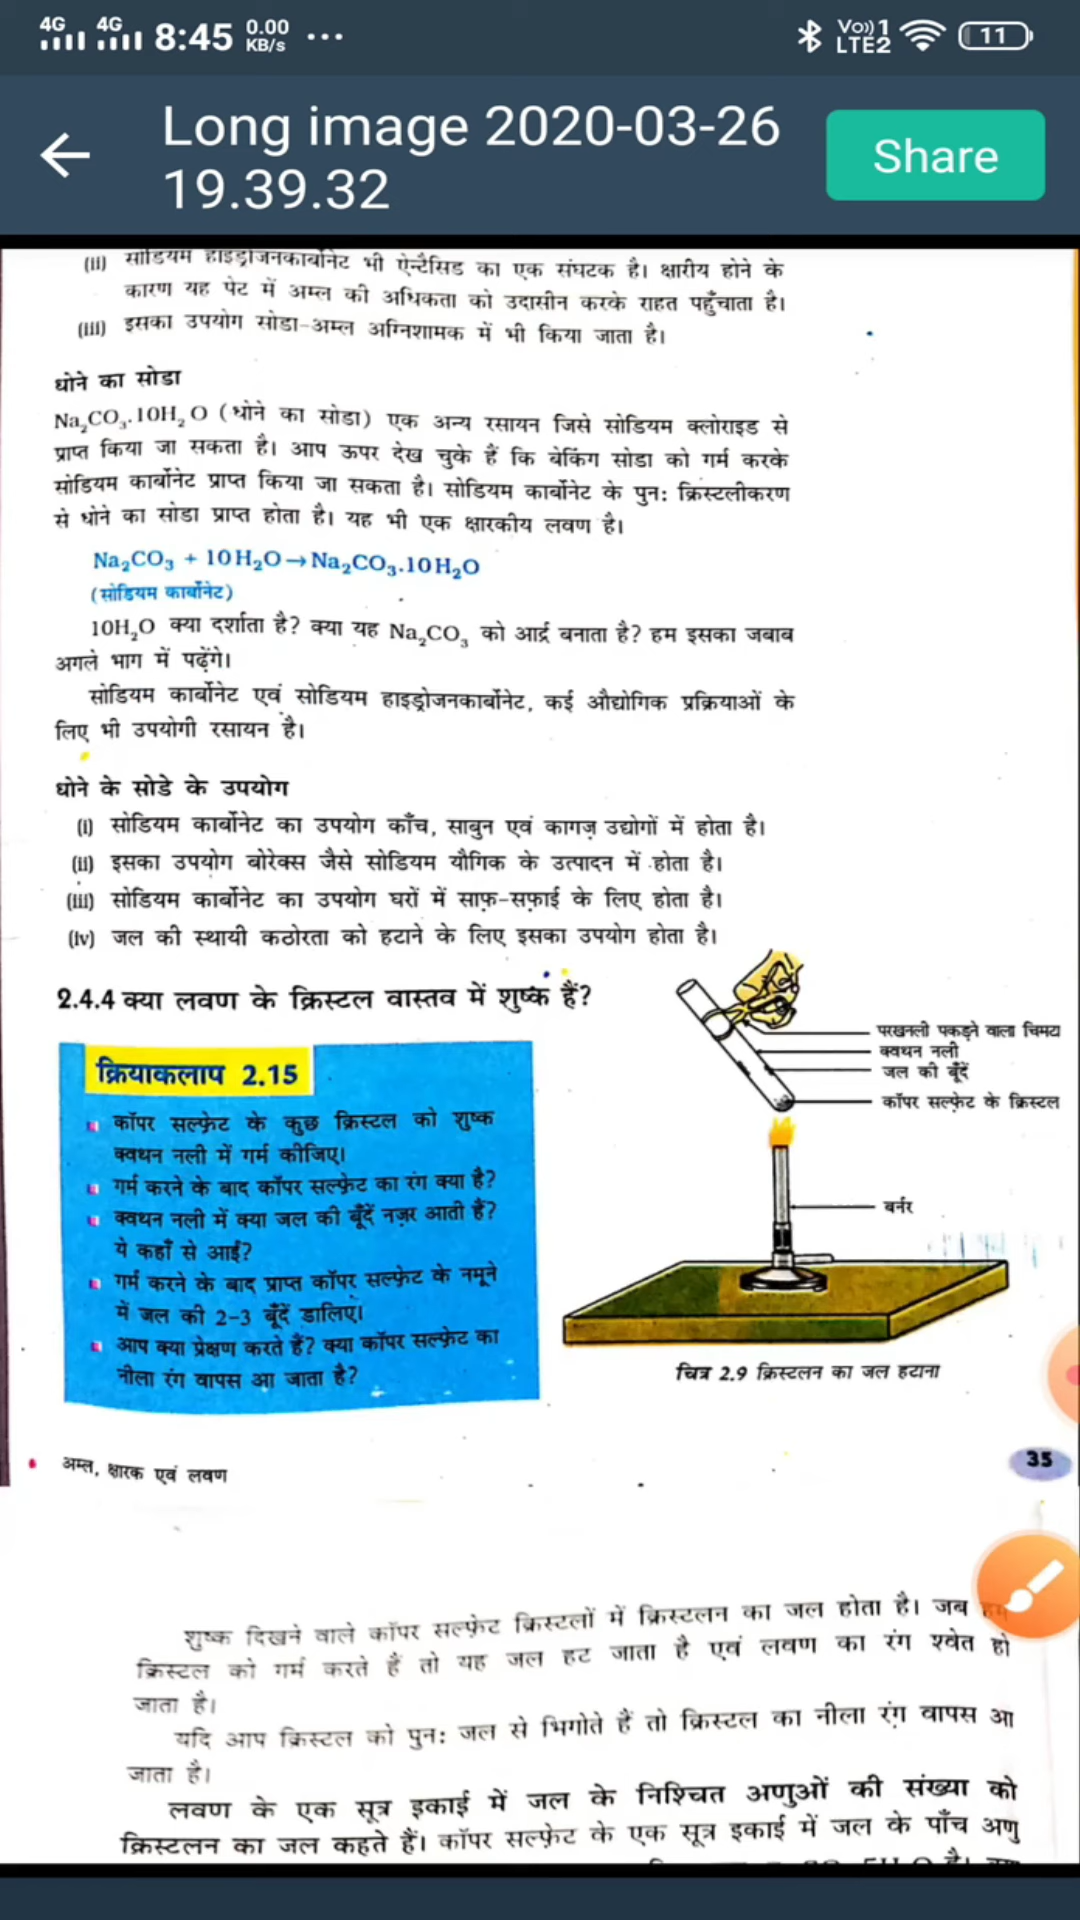 4G 4G 8:45 0.00 KB/s ... Vo)) 1 LTE2 11
Long image 2020-03-26
19.39.32
Share
(ii) सोडियम हाइड्रोजनकार्बोनेट भी ऐन्टैसिड का एक संघटक है। क्षारीय होने के
कारण यह पेट में अम्ल की अधिकता को उदासीन करके राहत पहुँचाता है।
(iii) इसका उपयोग सोडा-अम्ल अग्निशामक में भी किया जाता है।
धोने का सोडा
Na₂CO₃.10H₂O (धोने का सोडा) एक अन्य रसायन जिसे सोडियम क्लोराइड से
प्राप्त किया जा सकता है। आप ऊपर देख चुके हैं कि बेकिंग सोडा को गर्म करके
सोडियम कार्बोनेट प्राप्त किया जा सकता है। सोडियम कार्बोनेट के पुन: क्रिस्टलीकरण
से धोने का सोडा प्राप्त होता है। यह भी एक क्षारकीय लवण है।
Na₂CO₃ + 10H₂O→Na₂CO₃.10H₂O
(सोडियम कार्बोनेट)
10H₂O क्या दर्शाता है? क्या यह Na₂CO₃ को आर्द्र बनाता है? हम इसका जबाब
अगले भाग में पढ़ेंगे।
सोडियम कार्बोनेट एवं सोडियम हाइड्रोजनकार्बोनेट, कई औद्योगिक प्रक्रियाओं के
लिए भी उपयोगी रसायन है।
धोने के सोडे के उपयोग
(i) सोडियम कार्बोनेट का उपयोग काँच, साबुन एवं कागज़ उद्योगों में होता है।
(ii) इसका उपयोग बोरेक्स जैसे सोडियम यौगिक के उत्पादन में होता है।
(iii) सोडियम कार्बोनेट का उपयोग घरों में साफ़-सफ़ाई के लिए होता है।
(iv) जल की स्थायी कठोरता को हटाने के लिए इसका उपयोग होता है।
2.4.4 क्या लवण के क्रिस्टल वास्तव में शुष्क हैं?
क्रियाकलाप 2.15
कॉपर सल्फ़ेट के कुछ क्रिस्टल को शुष्क
क्वथन नली में गर्म कीजिए।
गर्म करने के बाद कॉपर सल्फ़ेट का रंग क्या है?
क्वथन नली में क्या जल की बूँदें नज़र आती हैं?
ये कहाँ से आईं?
गर्म करने के बाद प्राप्त कॉपर सल्फ़ेट के नमूने
में जल की 2-3 बूँदें डालिए।
आप क्या प्रेक्षण करते हैं? क्या कॉपर सल्फ़ेट का
नीला रंग वापस आ जाता है?
परखनली पकड़ने वाला चिमटा
क्वथन नली
जल की बूँदें
कॉपर सल्फ़ेट के क्रिस्टल
बर्नर
चित्र 2.9 क्रिस्टलन का जल हटाना
अम्ल, क्षारक एवं लवण
35
शुष्क दिखने वाले कॉपर सल्फ़ेट क्रिस्टलों में क्रिस्टलन का जल होता है। जब हम
क्रिस्टल को गर्म करते हैं तो यह जल हट जाता है एवं लवण का रंग श्वेत हो
जाता है।
यदि आप क्रिस्टल को पुन: जल से भिगोते हैं तो क्रिस्टल का नीला रंग वापस आ
जाता है।
लवण के एक सूत्र इकाई में जल के निश्चित अणुओं की संख्या को
क्रिस्टलन का जल कहते हैं। कॉपर सल्फ़ेट के एक सूत्र इकाई में जल के पाँच अणु